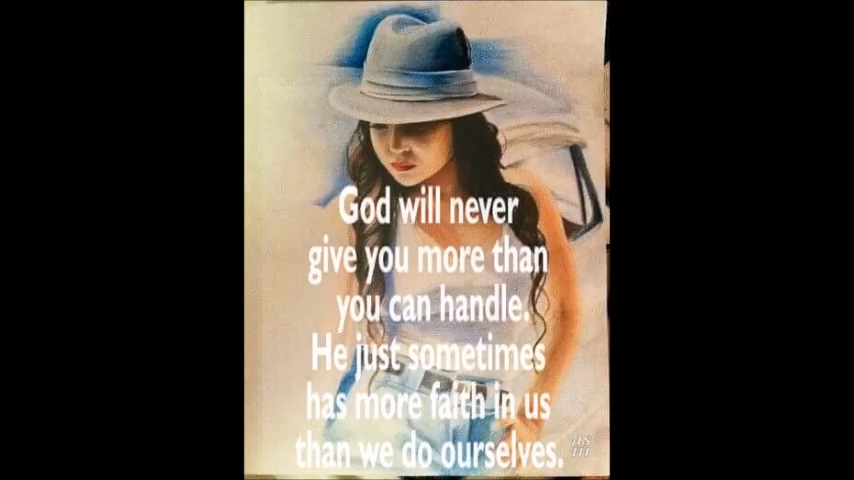 God will never
give you more than
you can handle.
He just sometimes
has more faith in us
than we do ourselves.